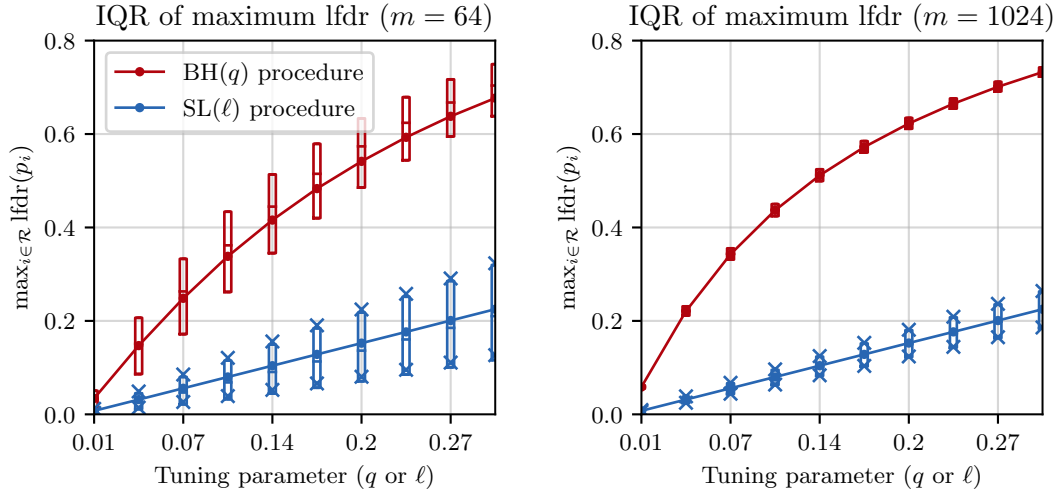 IQR of maximum lfdr (m = 64)
0.8
0.6
0.4
0.2
0.0
max_{i∈ℛ} lfdr(p_i)
BH(q) procedure
SL(ℓ) procedure
0.01 0.07 0.14 0.2 0.27
Tuning parameter (q or ℓ)
IQR of maximum lfdr (m = 1024)
0.8
0.6
0.4
0.2
0.0
max_{i∈ℛ} lfdr(p_i)
0.01 0.07 0.14 0.2 0.27
Tuning parameter (q or ℓ)